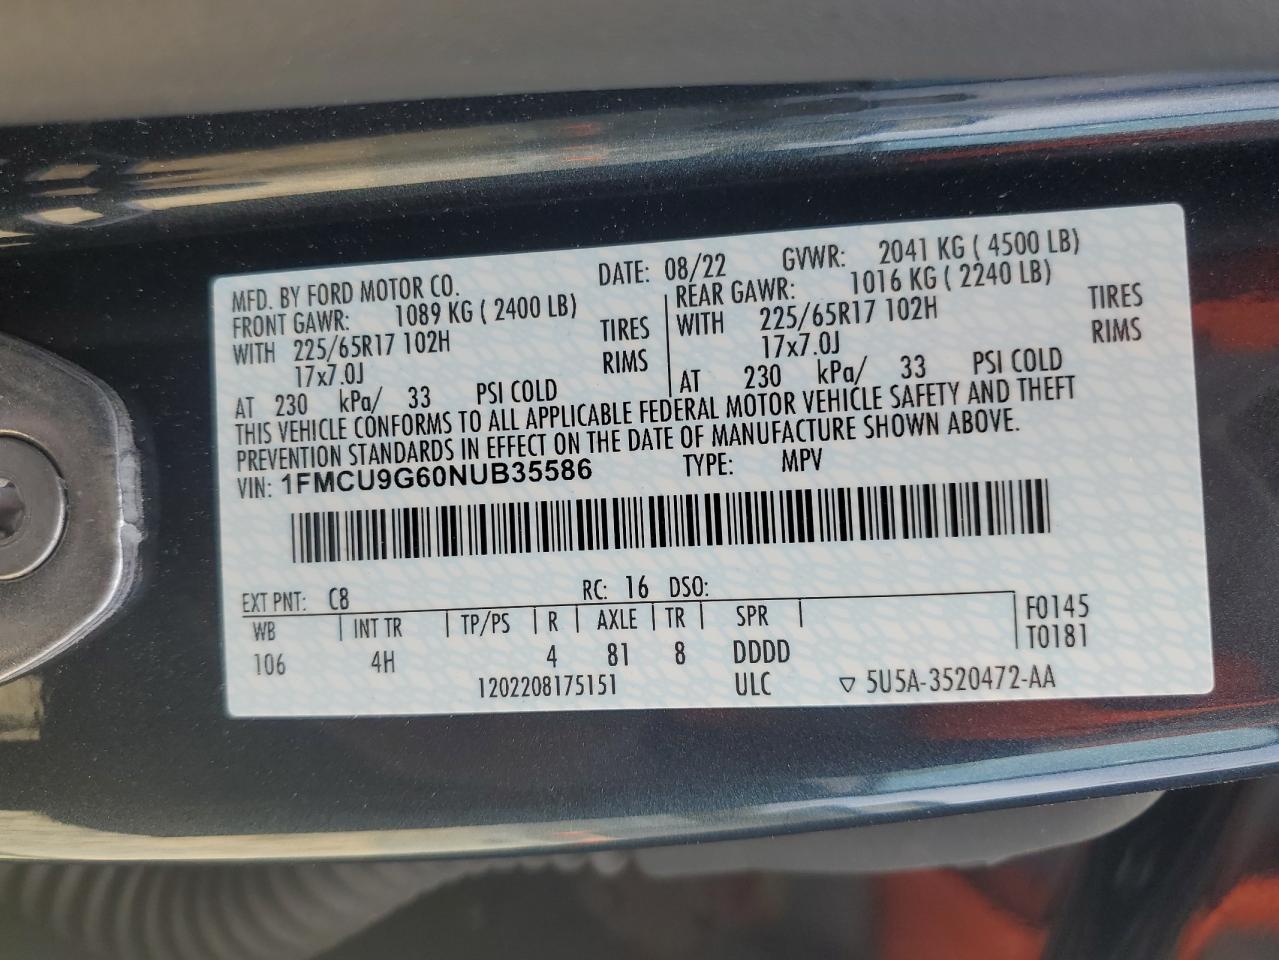 MFD. BY FORD MOTOR CO. DATE: 08/22 GVWR: 2041 KG ( 4500 LB)
FRONT GAWR: 1089 KG ( 2400 LB) REAR GAWR: 1016 KG ( 2240 LB)
WITH 225/65R17 102H TIRES WITH 225/65R17 102H TIRES
17x7.0J RIMS 17x7.0J RIMS
AT 230 kPa/ 33 PSI COLD AT 230 kPa/ 33 PSI COLD
THIS VEHICLE CONFORMS TO ALL APPLICABLE FEDERAL MOTOR VEHICLE SAFETY AND THEFT
PREVENTION STANDARDS IN EFFECT ON THE DATE OF MANUFACTURE SHOWN ABOVE.
VIN: 1FMCU9G60NUB35586 TYPE: MPV
EXT PNT: C8 RC: 16 DSO:
WB INT TR TP/PS R AXLE TR SPR F0145
106 4H 4 81 8 DDDD T0181
1202208175151 ULC ▽ 5U5A-3520472-AA